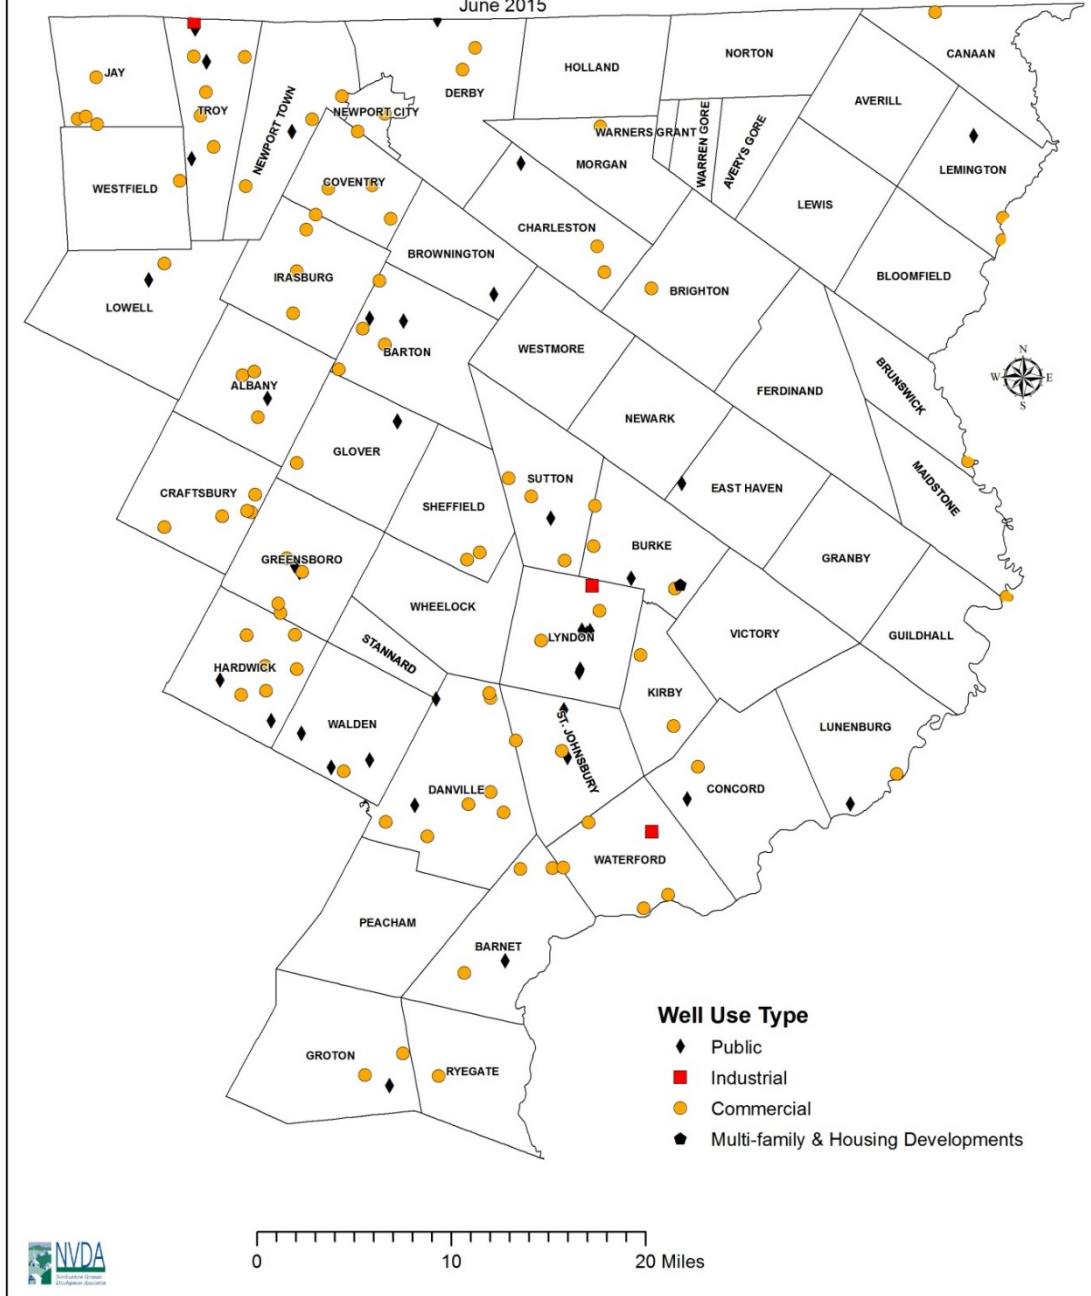 June 2015
CANAAN
NORTON
HOLLAND
JAY
DERBY
AVERILL
TROY
NEWPORT TOWN
NEWPORT CITY
WARNERS GRANT
WARREN GORE
AVERYS GORE
MORGAN
LEMINGTON
WESTFIELD
COVENTRY
LEWIS
CHARLESTON
BROWNINGTON
IRASBURG
BLOOMFIELD
BRIGHTON
LOWELL
BARTON
WESTMORE
N
W
E
S
ALBANY
FERDINAND
BRUNSWICK
NEWARK
GLOVER
CRAFTSBURY
SUTTON
EAST HAVEN
MAIDSTONE
SHEFFIELD
BURKE
GREENSBORO
GRANBY
WHEELOCK
LYNDON
VICTORY
GUILDHALL
STANNARD
HARDWICK
KIRBY
WALDEN
ST. JOHNSBURY
LUNENBURG
DANVILLE
CONCORD
WATERFORD
PEACHAM
BARNET
GROTON
RYEGATE
Well Use Type
Public
Industrial
Commercial
Multi-family & Housing Developments
0 10 20 Miles
NVDA